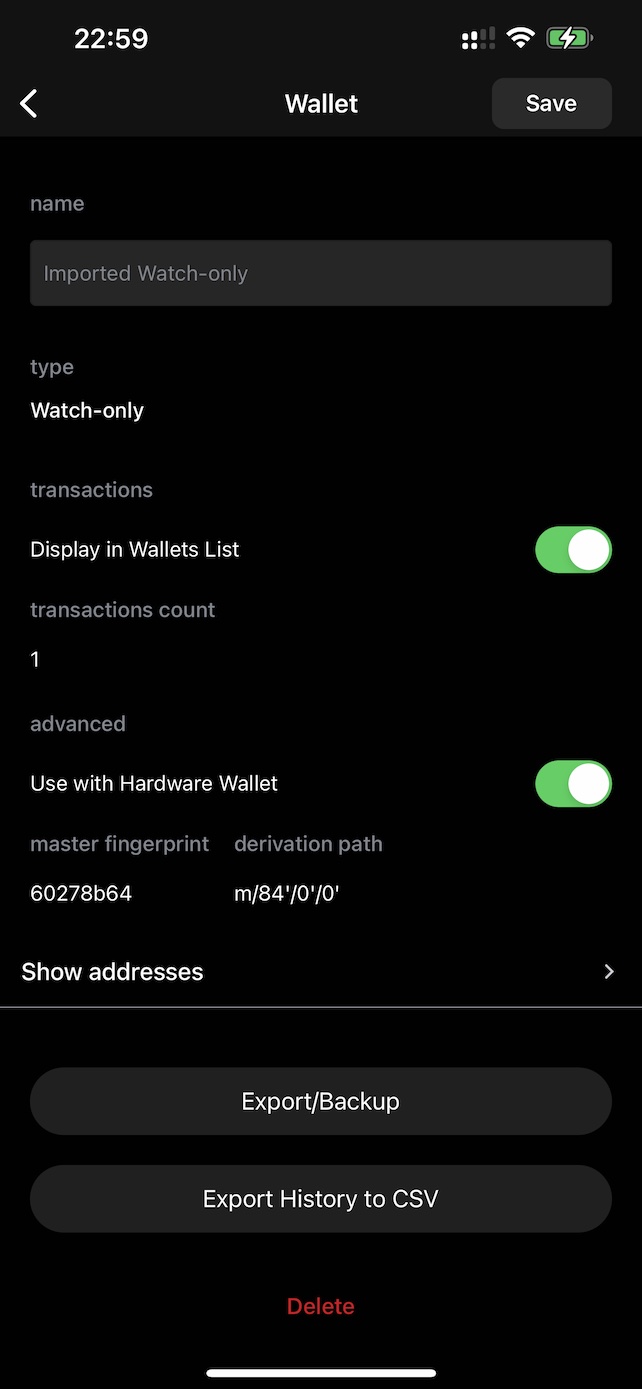 22:59
Wallet
Save
name
Imported Watch-only
type
Watch-only
transactions
Display in Wallets List
transactions count
1
advanced
Use with Hardware Wallet
master fingerprint derivation path
60278b64 m/84'/0'/0'
Show addresses
Export/Backup
Export History to CSV
Delete